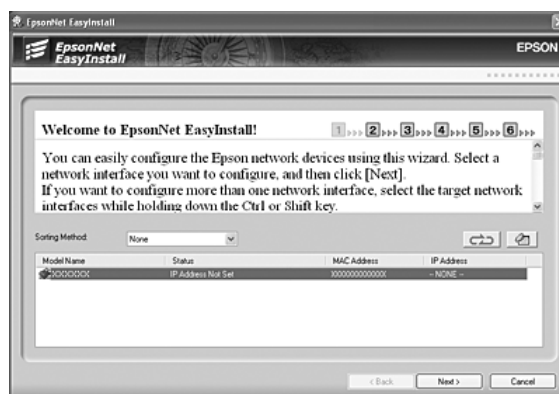 EpsonNet EasyInstall
EpsonNet
EasyInstall
EPSON
Welcome to EpsonNet EasyInstall!
1 2 3 4 5 6
You can easily configure the Epson network devices using this wizard. Select a
network interface you want to configure, and then click [Next].
If you want to configure more than one network interface, select the target network
interfaces while holding down the Ctrl or Shift key.
Sorting Method: None
Model Name Status MAC Address IP Address
XXXXXXX IP Address Not Set XXXXXXXXXXXX -- NONE --
< Back Next > Cancel